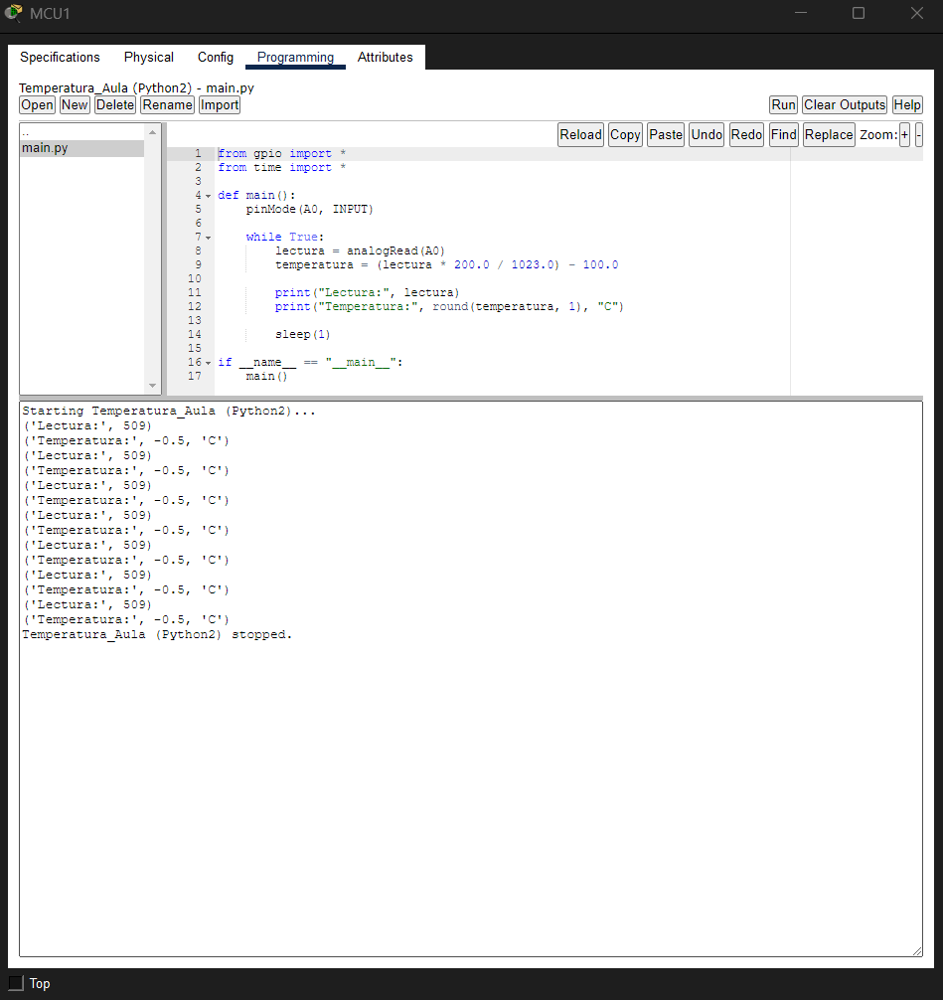 MCU1
Specifications Physical Config Programming Attributes
Temperatura_Aula (Python2) - main.py
Open New Delete Rename Import Run Clear Outputs Help
..
main.py
Reload Copy Paste Undo Redo Find Replace Zoom: + -
1 from gpio import *
2 from time import *
3
4 def main():
5     pinMode(A0, INPUT)
6
7     while True:
8         lectura = analogRead(A0)
9         temperatura = (lectura * 200.0 / 1023.0) - 100.0
10
11         print("Lectura:", lectura)
12         print("Temperatura:", round(temperatura, 1), "C")
13
14         sleep(1)
15
16 if __name__ == "__main__":
17     main()
Starting Temperatura_Aula (Python2)...
('Lectura:', 509)
('Temperatura:', -0.5, 'C')
('Lectura:', 509)
('Temperatura:', -0.5, 'C')
('Lectura:', 509)
('Temperatura:', -0.5, 'C')
('Lectura:', 509)
('Temperatura:', -0.5, 'C')
('Lectura:', 509)
('Temperatura:', -0.5, 'C')
('Lectura:', 509)
('Temperatura:', -0.5, 'C')
('Lectura:', 509)
('Temperatura:', -0.5, 'C')
Temperatura_Aula (Python2) stopped.
Top